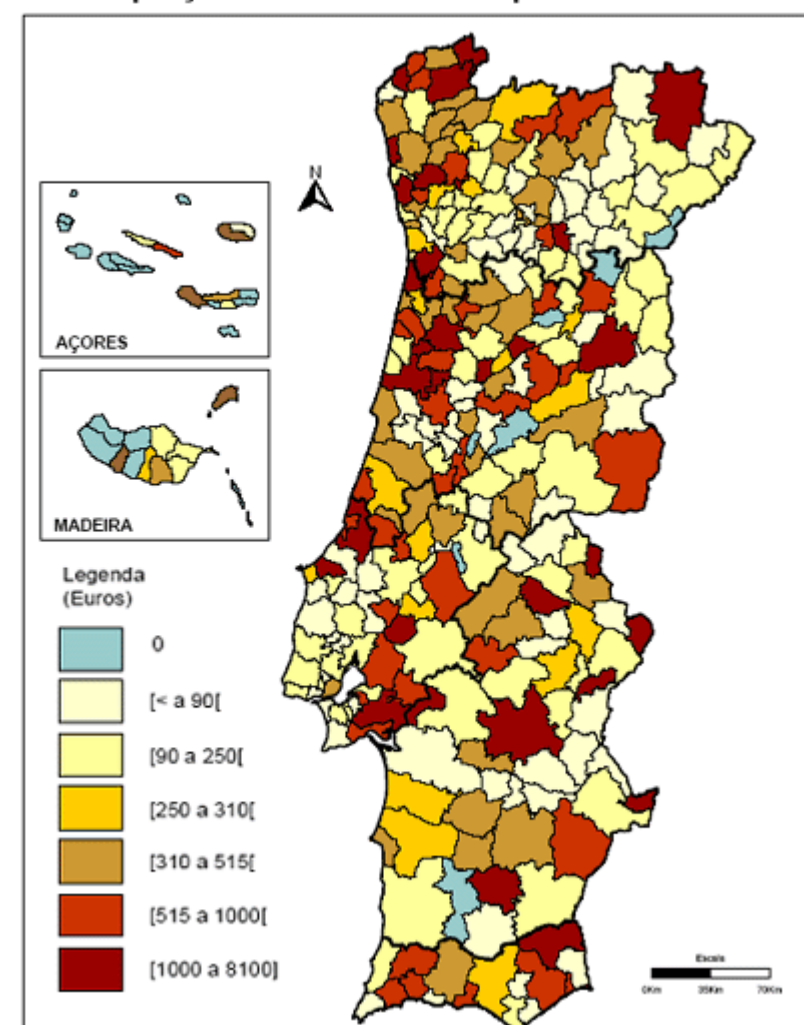 N
AÇORES
MADEIRA
Legenda
(Euros)
0
[< a 90[
[90 a 250[
[250 a 310[
[310 a 515[
[515 a 1000[
[1000 a 8100]
Escala
0Km 35Km 70Km